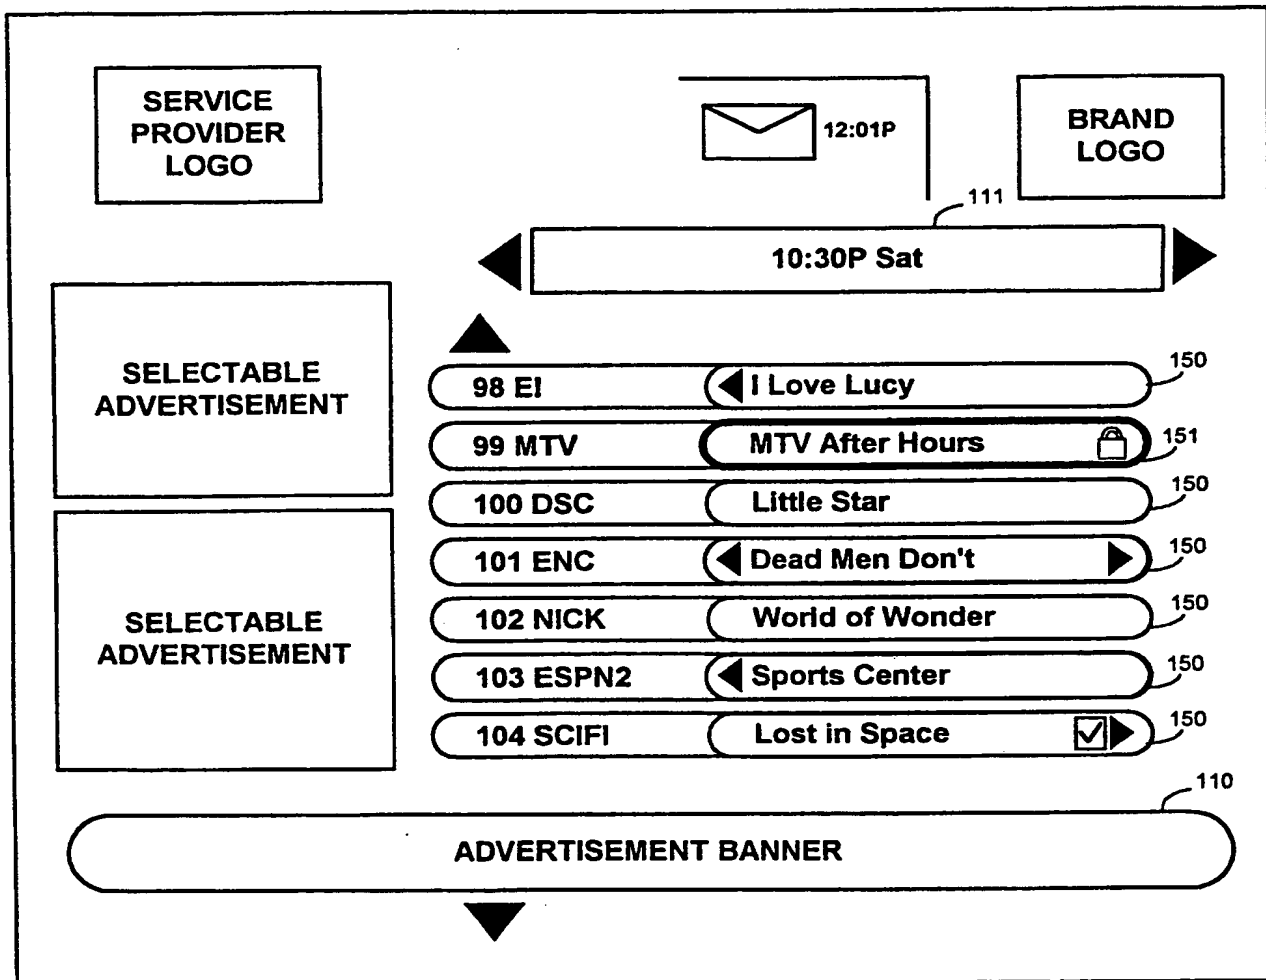 SERVICE
PROVIDER
LOGO
12:01P
BRAND
LOGO
111
10:30P Sat
SELECTABLE
ADVERTISEMENT
98 E! I Love Lucy 150
99 MTV MTV After Hours 151
100 DSC Little Star 150
101 ENC Dead Men Don't 150
102 NICK World of Wonder 150
103 ESPN2 Sports Center 150
104 SCIFI Lost in Space 150
SELECTABLE
ADVERTISEMENT
110
ADVERTISEMENT BANNER